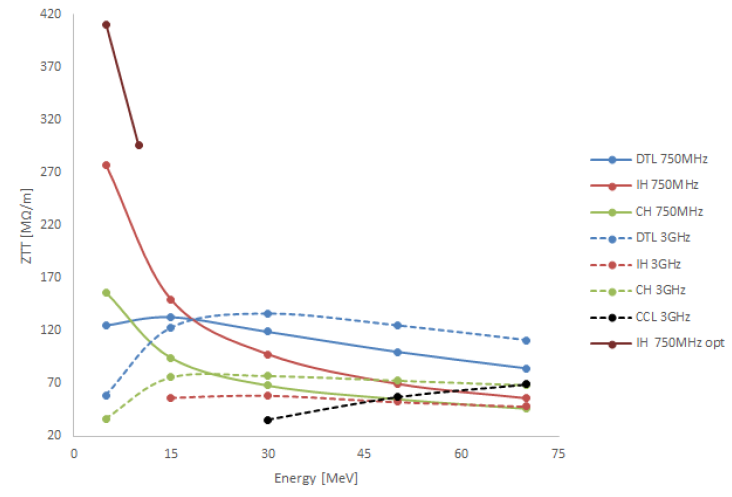 420
370
320
270
220
170
120
70
20
ZTT [MΩ/m]
0 15 30 45 60 75
Energy [MeV]
DTL 750MHz
IH 750MHz
CH 750MHz
DTL 3GHz
IH 3GHz
CH 3GHz
CCL 3GHz
IH 750MHz opt